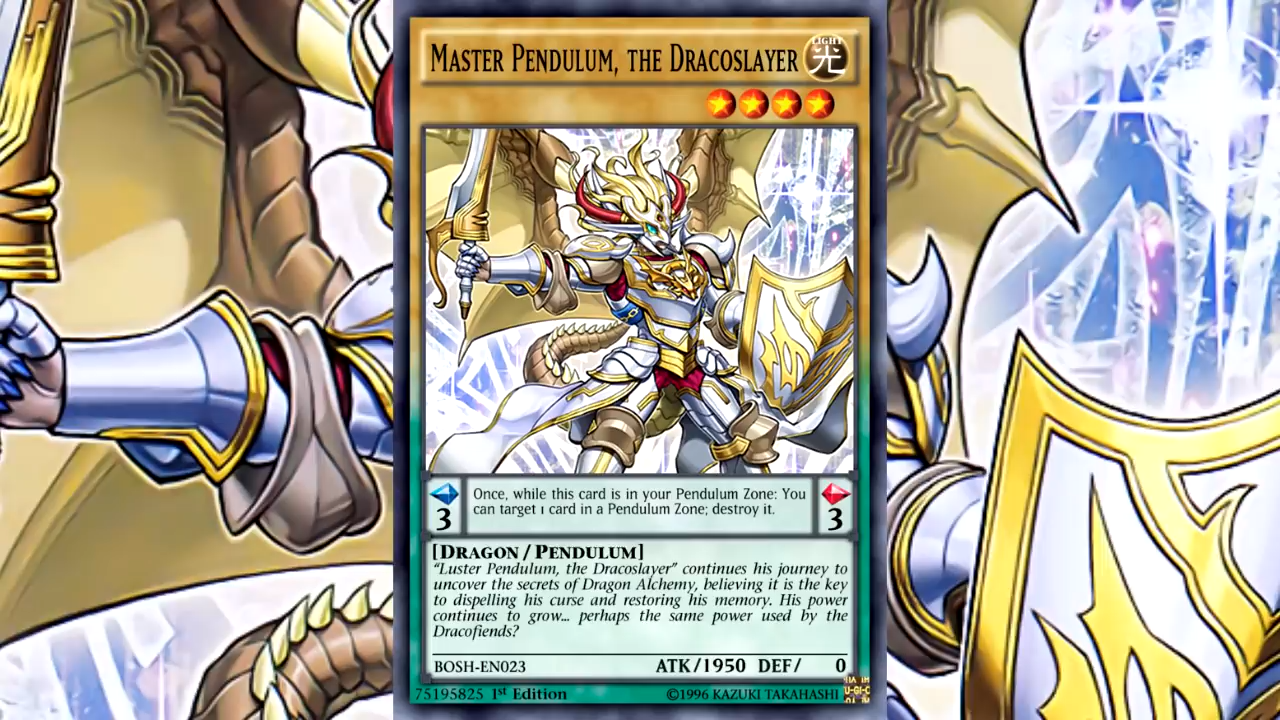 MASTER PENDULUM, THE DRACOSLAYER
LIGHT
光
Once, while this card is in your Pendulum Zone: You
can target 1 card in a Pendulum Zone; destroy it.
3
3
[DRAGON / PENDULUM]
"Luster Pendulum, the Dracoslayer" continues his journey to
uncover the secrets of Dragon Alchemy, believing it is the key
to dispelling his curse and restoring his memory. His power
continues to grow... perhaps the same power used by the
Dracofiends?
BOSH-EN023 ATK/1950 DEF/ 0
75195825 1st Edition ©1996 KAZUKI TAKAHASHI